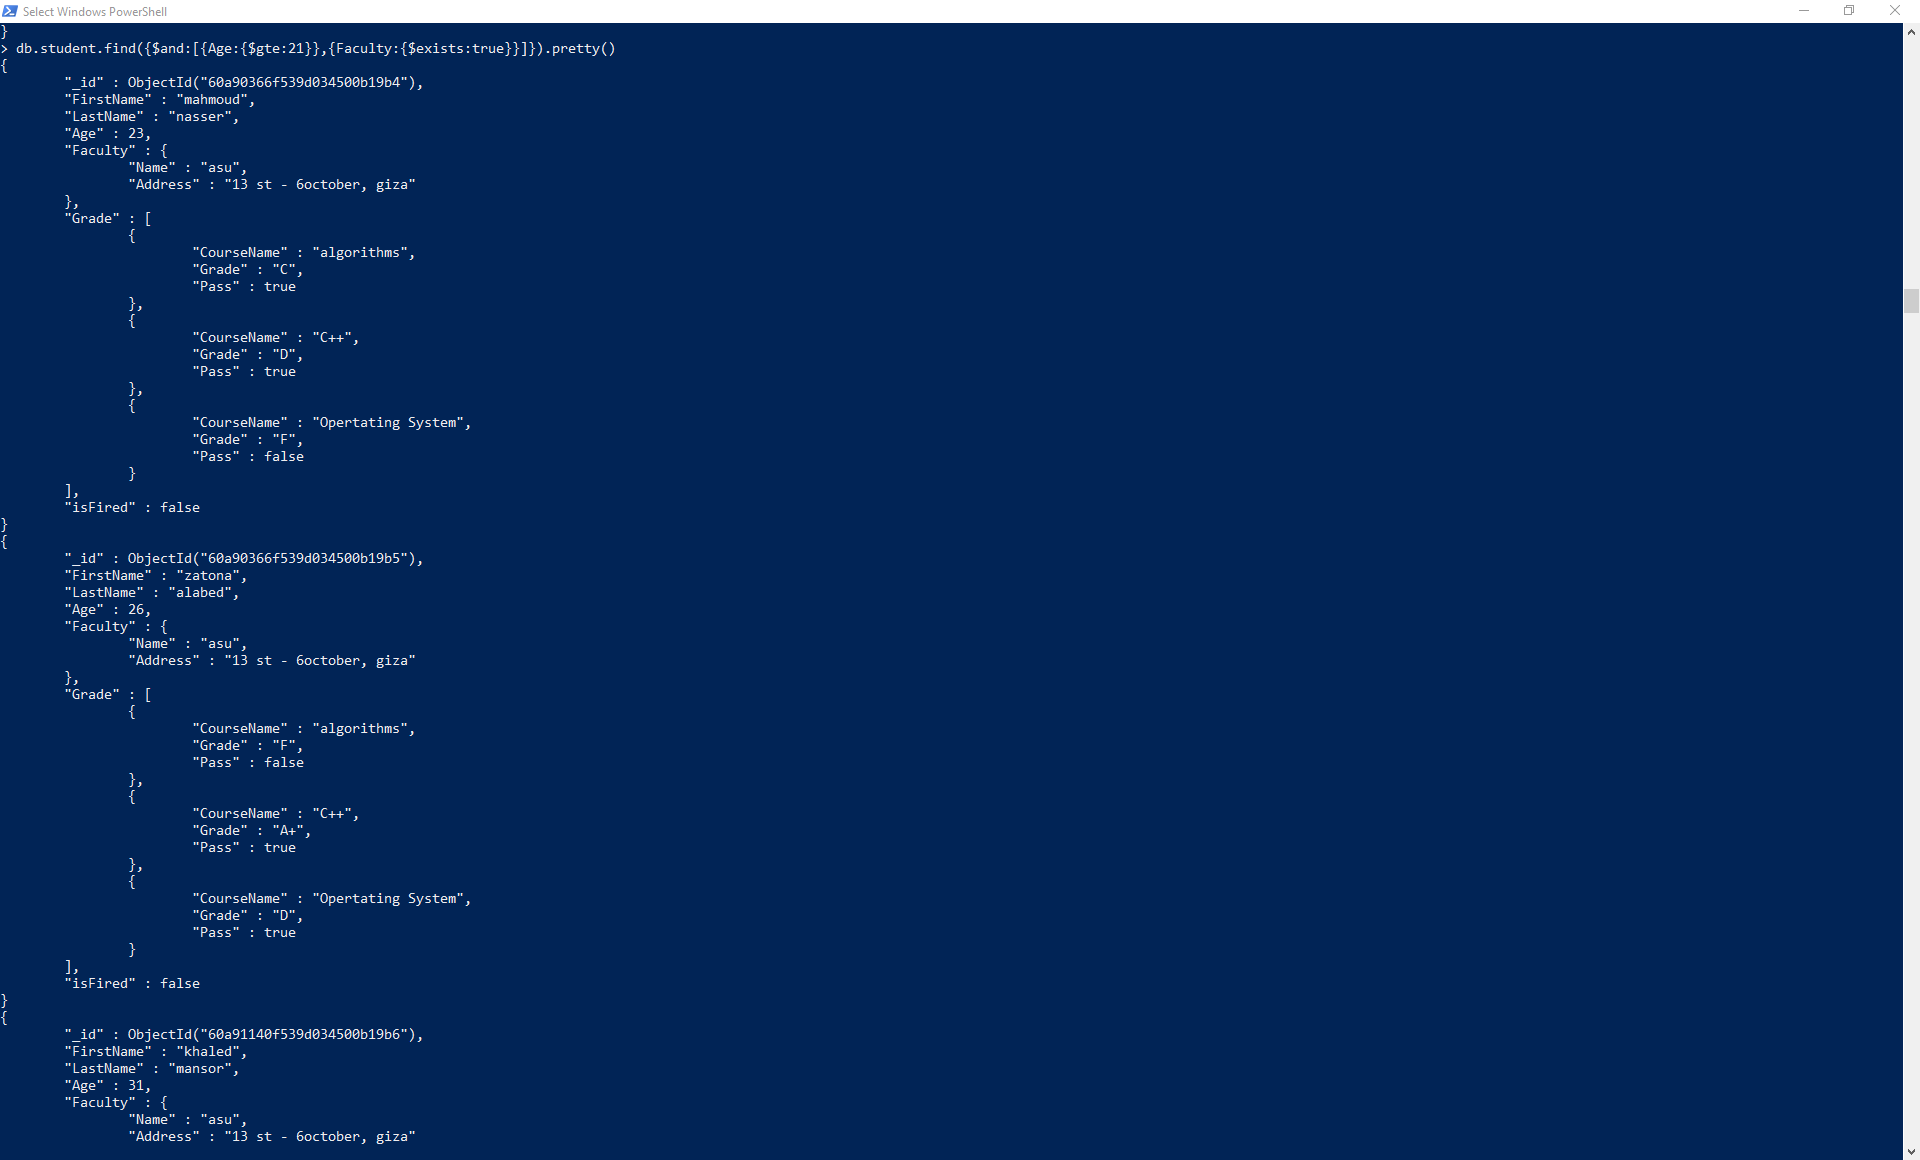 Select Windows PowerShell
}
> db.student.find({$and:[{Age:{$gte:21}},{Faculty:{$exists:true}}]}).pretty()
{
"_id" : ObjectId("60a90366f539d034500b19b4"),
"FirstName" : "mahmoud",
"LastName" : "nasser",
"Age" : 23,
"Faculty" : {
"Name" : "asu",
"Address" : "13 st - 6october, giza"
},
"Grade" : [
{
"CourseName" : "algorithms",
"Grade" : "C",
"Pass" : true
},
{
"CourseName" : "C++",
"Grade" : "D",
"Pass" : true
},
{
"CourseName" : "Opertating System",
"Grade" : "F",
"Pass" : false
}
],
"isFired" : false
}
{
"_id" : ObjectId("60a90366f539d034500b19b5"),
"FirstName" : "zatona",
"LastName" : "alabed",
"Age" : 26,
"Faculty" : {
"Name" : "asu",
"Address" : "13 st - 6october, giza"
},
"Grade" : [
{
"CourseName" : "algorithms",
"Grade" : "F",
"Pass" : false
},
{
"CourseName" : "C++",
"Grade" : "A+",
"Pass" : true
},
{
"CourseName" : "Opertating System",
"Grade" : "D",
"Pass" : true
}
],
"isFired" : false
}
{
"_id" : ObjectId("60a91140f539d034500b19b6"),
"FirstName" : "khaled",
"LastName" : "mansor",
"Age" : 31,
"Faculty" : {
"Name" : "asu",
"Address" : "13 st - 6october, giza"